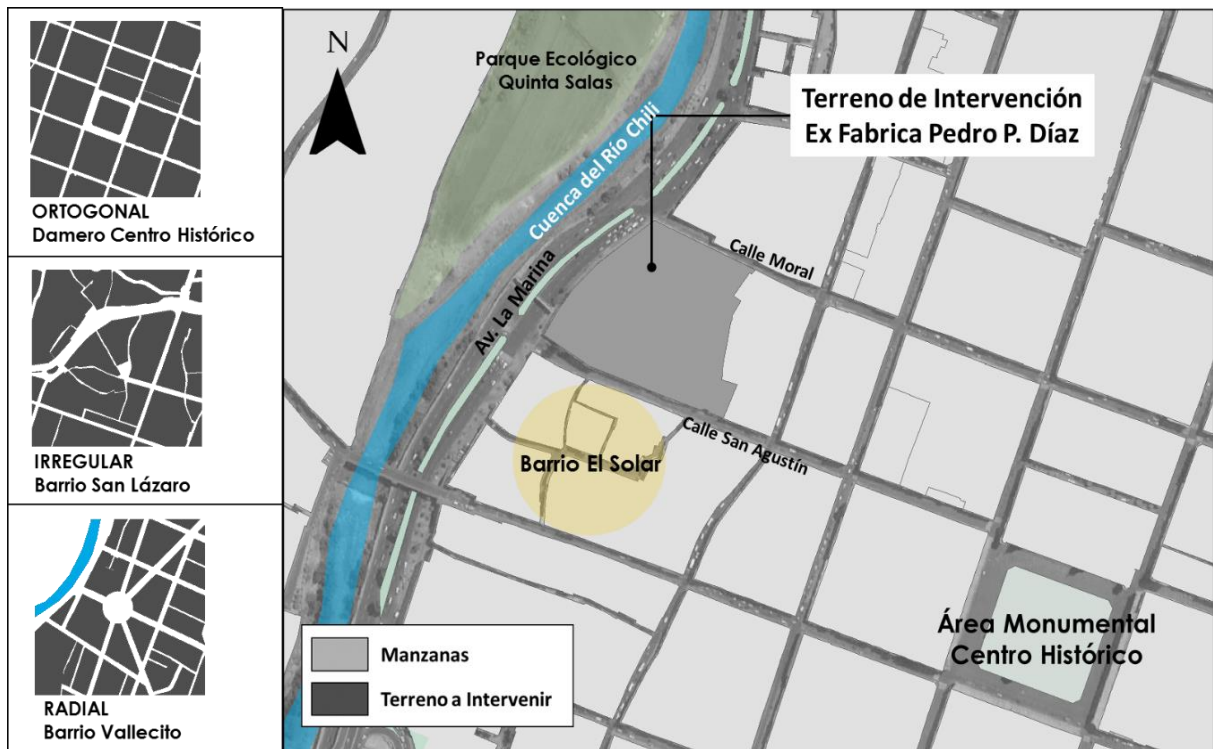 ORTOGONAL
Damero Centro Histórico
IRREGULAR
Barrio San Lázaro
RADIAL
Barrio Vallecito
N
Parque Ecológico
Quinta Salas
Terreno de Intervención
Ex Fabrica Pedro P. Díaz
Cuenca del Río Chili
Av. La Marina
Calle Moral
Calle San Agustín
Barrio El Solar
Área Monumental
Centro Histórico
Manzanas
Terreno a Intervenir